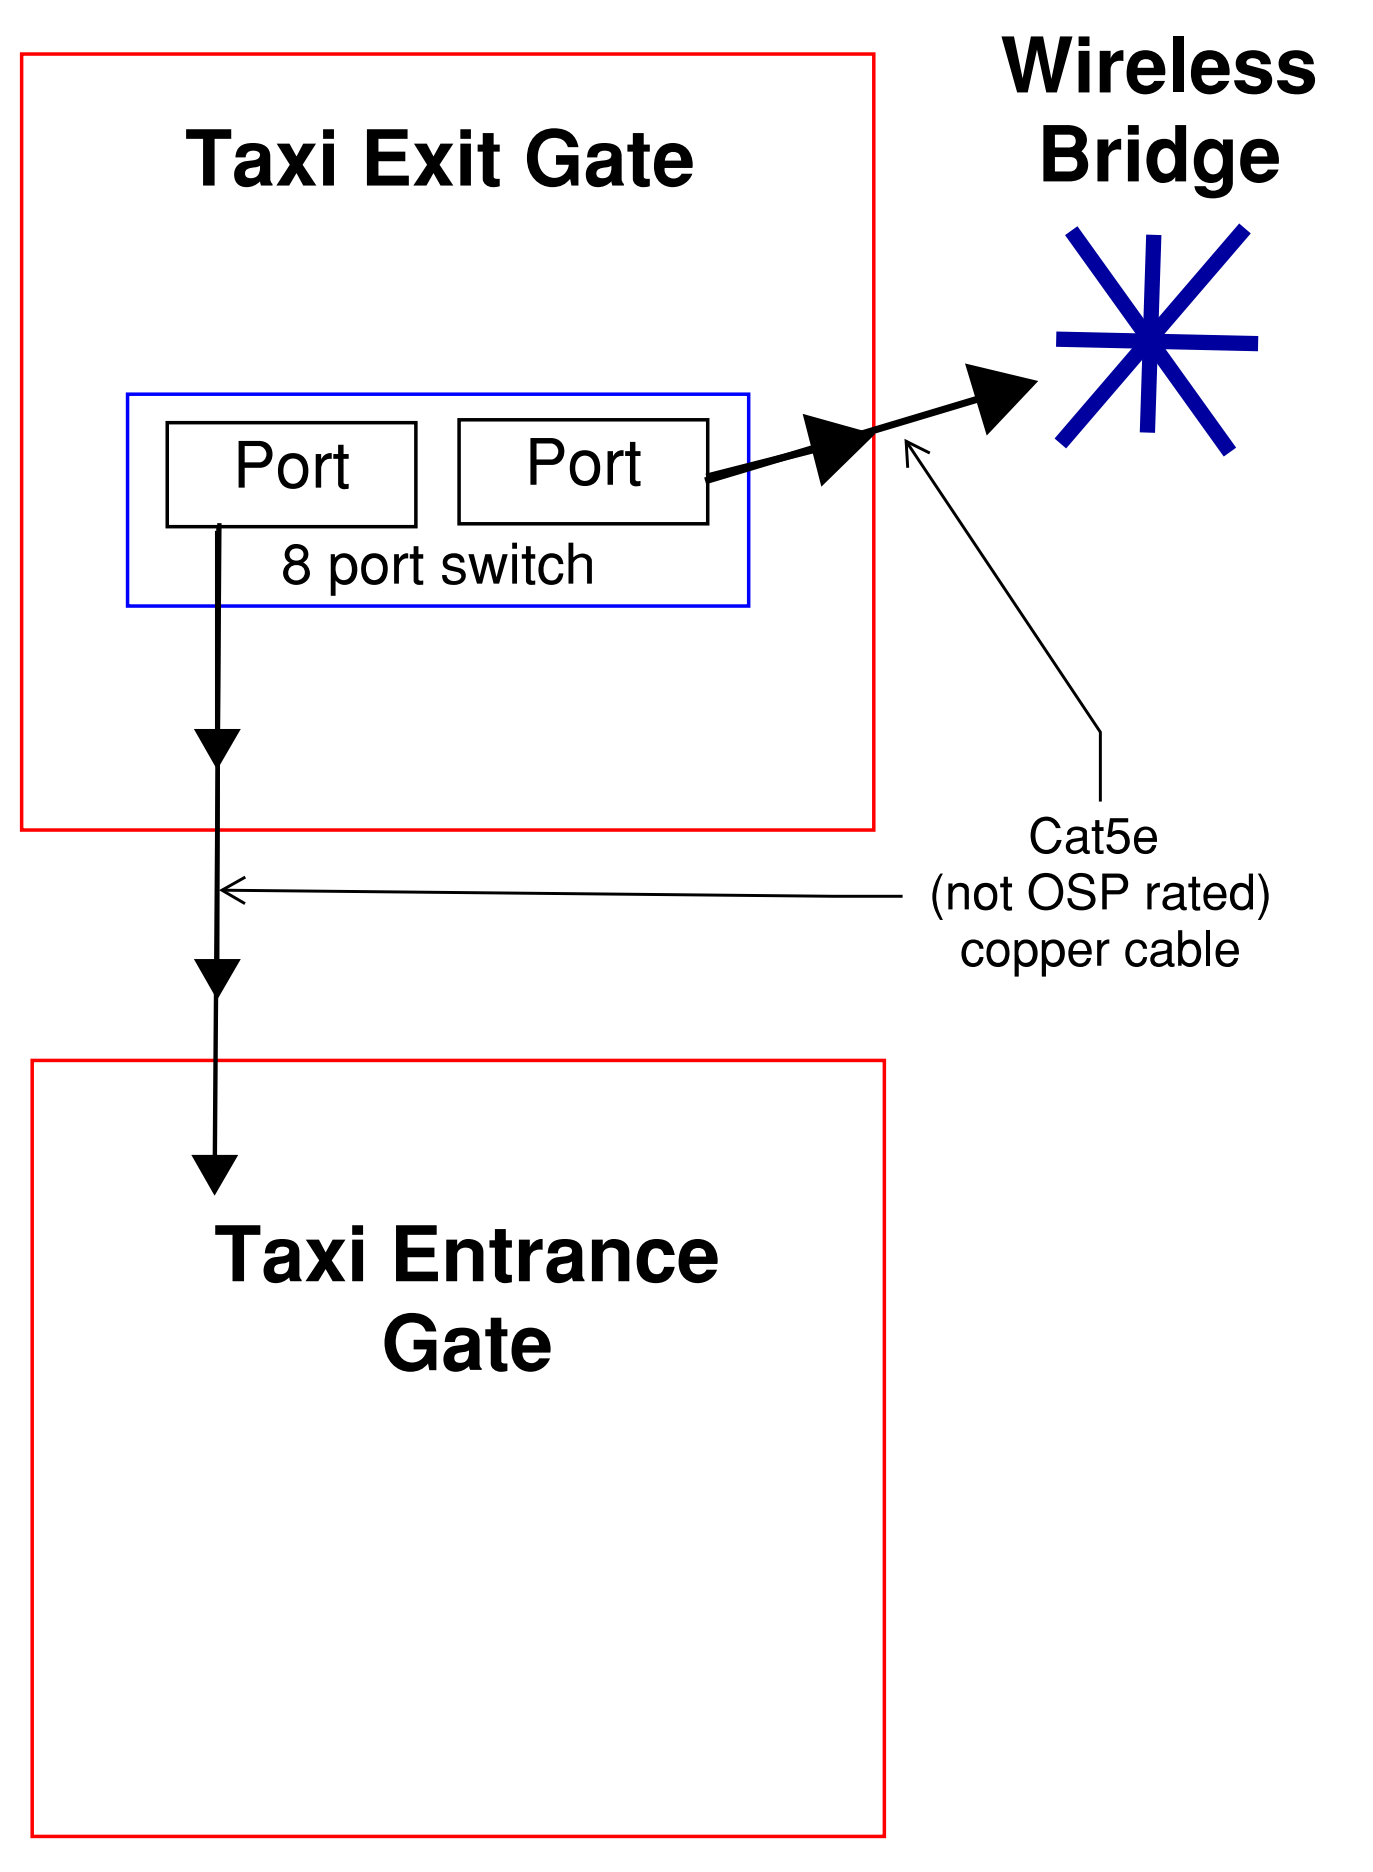 Wireless
Bridge
Taxi Exit Gate
Port
Port
8 port switch
Cat5e
(not OSP rated)
copper cable
Taxi Entrance
Gate